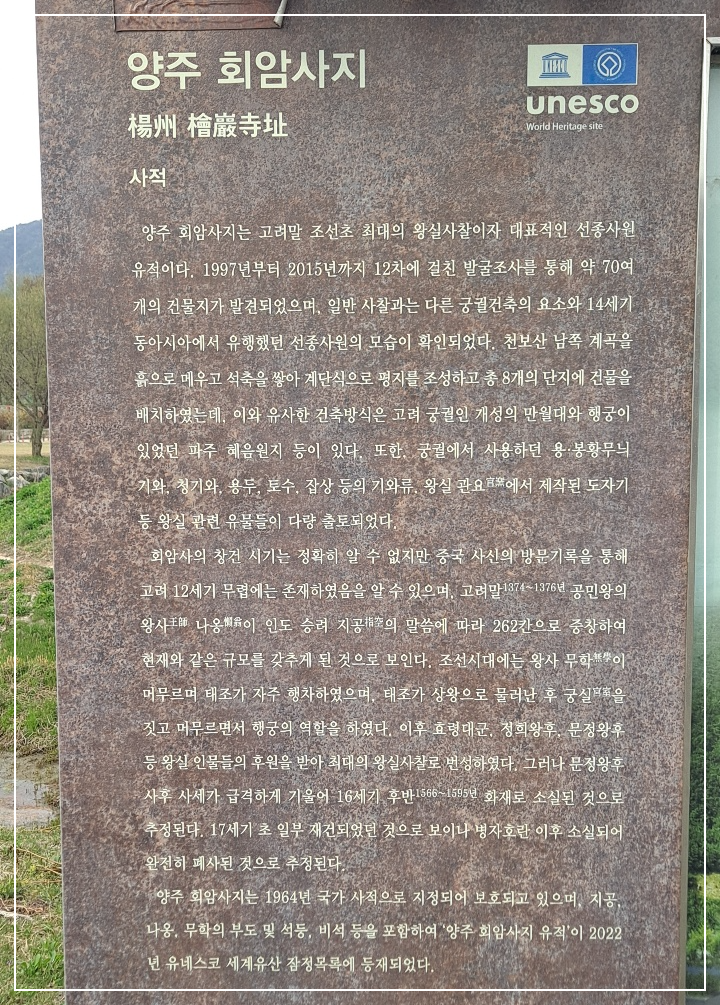 양주 회암사지
楊州 檜巖寺址
사적
unesco
World Heritage site
양주 회암사지는 고려말 조선초 최대의 왕실사찰이자 대표적인 선종사원
유적이다. 1997년부터 2015년까지 12차에 걸친 발굴조사를 통해 약 70여
개의 건물지가 발견되었으며, 일반 사찰과는 다른 궁궐건축의 요소와 14세기
동아시아에서 유행했던 선종사원의 모습이 확인되었다. 천보산 남쪽 계곡을
흙으로 메우고 석축을 쌓아 계단식으로 평지를 조성하고 총 8개의 단지에 건물을
배치하였는데, 이와 유사한 건축방식은 고려 궁궐인 개성의 만월대와 행궁이
있었던 파주 혜음원지 등이 있다. 또한, 궁궐에서 사용하던 용·봉황무늬
기와, 청기와, 용두, 토수, 잡상 등의 기와류, 왕실 관요官窯에서 제작된 도자기
등 왕실 관련 유물들이 다량 출토되었다.
회암사의 창건 시기는 정확히 알 수 없지만 중국 사신의 방문기록을 통해
고려 12세기 무렵에는 존재하였음을 알 수 있으며, 고려말1374~1376년 공민왕의
왕사王師 나옹懶翁이 인도 승려 지공指空의 말씀에 따라 262칸으로 중창하여
현재와 같은 규모를 갖추게 된 것으로 보인다. 조선시대에는 왕사 무학無學이
머무르며 태조가 자주 행차하였으며, 태조가 상왕으로 물러난 후 궁실宮室을
짓고 머무르면서 행궁의 역할을 하였다. 이후 효령대군, 정희왕후, 문정왕후
등 왕실 인물들의 후원을 받아 최대의 왕실사찰로 번성하였다. 그러나 문정왕후
사후 사세가 급격하게 기울어 16세기 후반1566~1595년 화재로 소실된 것으로
추정된다. 17세기 초 일부 재건되었던 것으로 보이나 병자호란 이후 소실되어
완전히 폐사된 것으로 추정된다.
양주 회암사지는 1964년 국가 사적으로 지정되어 보호되고 있으며, 지공,
나옹, 무학의 부도 및 석등, 비석 등을 포함하여 '양주 회암사지 유적'이 2022
년 유네스코 세계유산 잠정목록에 등재되었다.